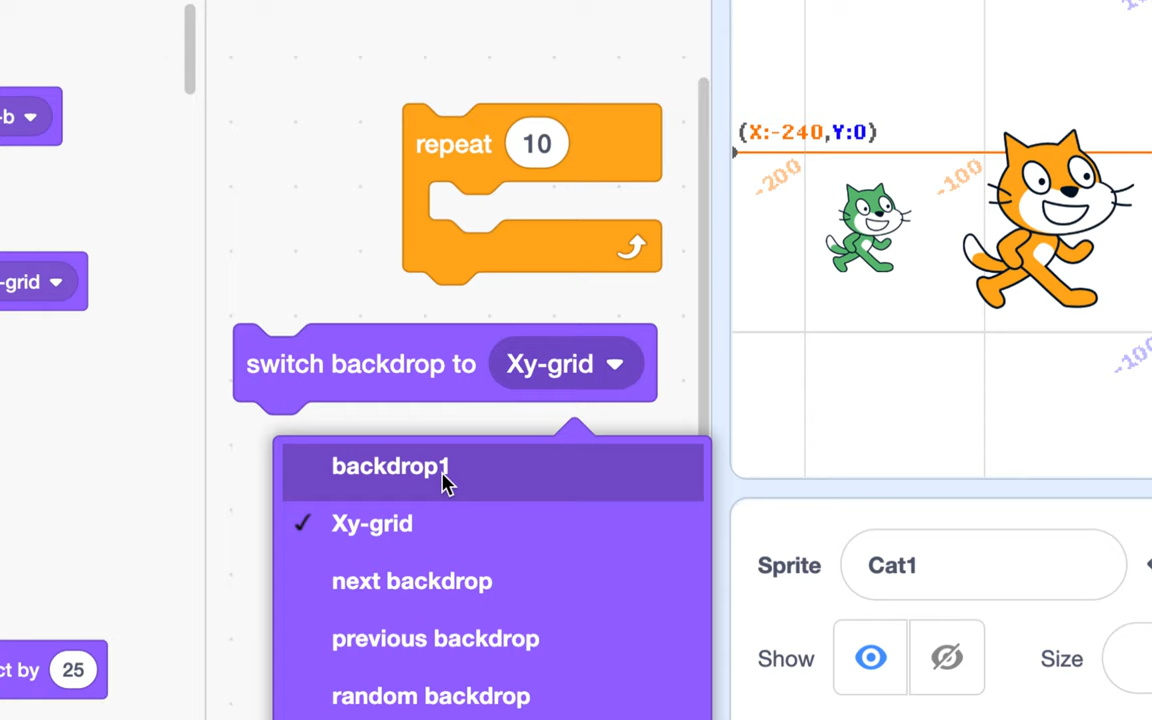 -b
-grid
ct by 25
repeat 10
switch backdrop to Xy-grid
backdrop1
✓ Xy-grid
next backdrop
previous backdrop
random backdrop
(X:-240,Y:0)
-200
-100
-100
Sprite Cat1
Show
Size